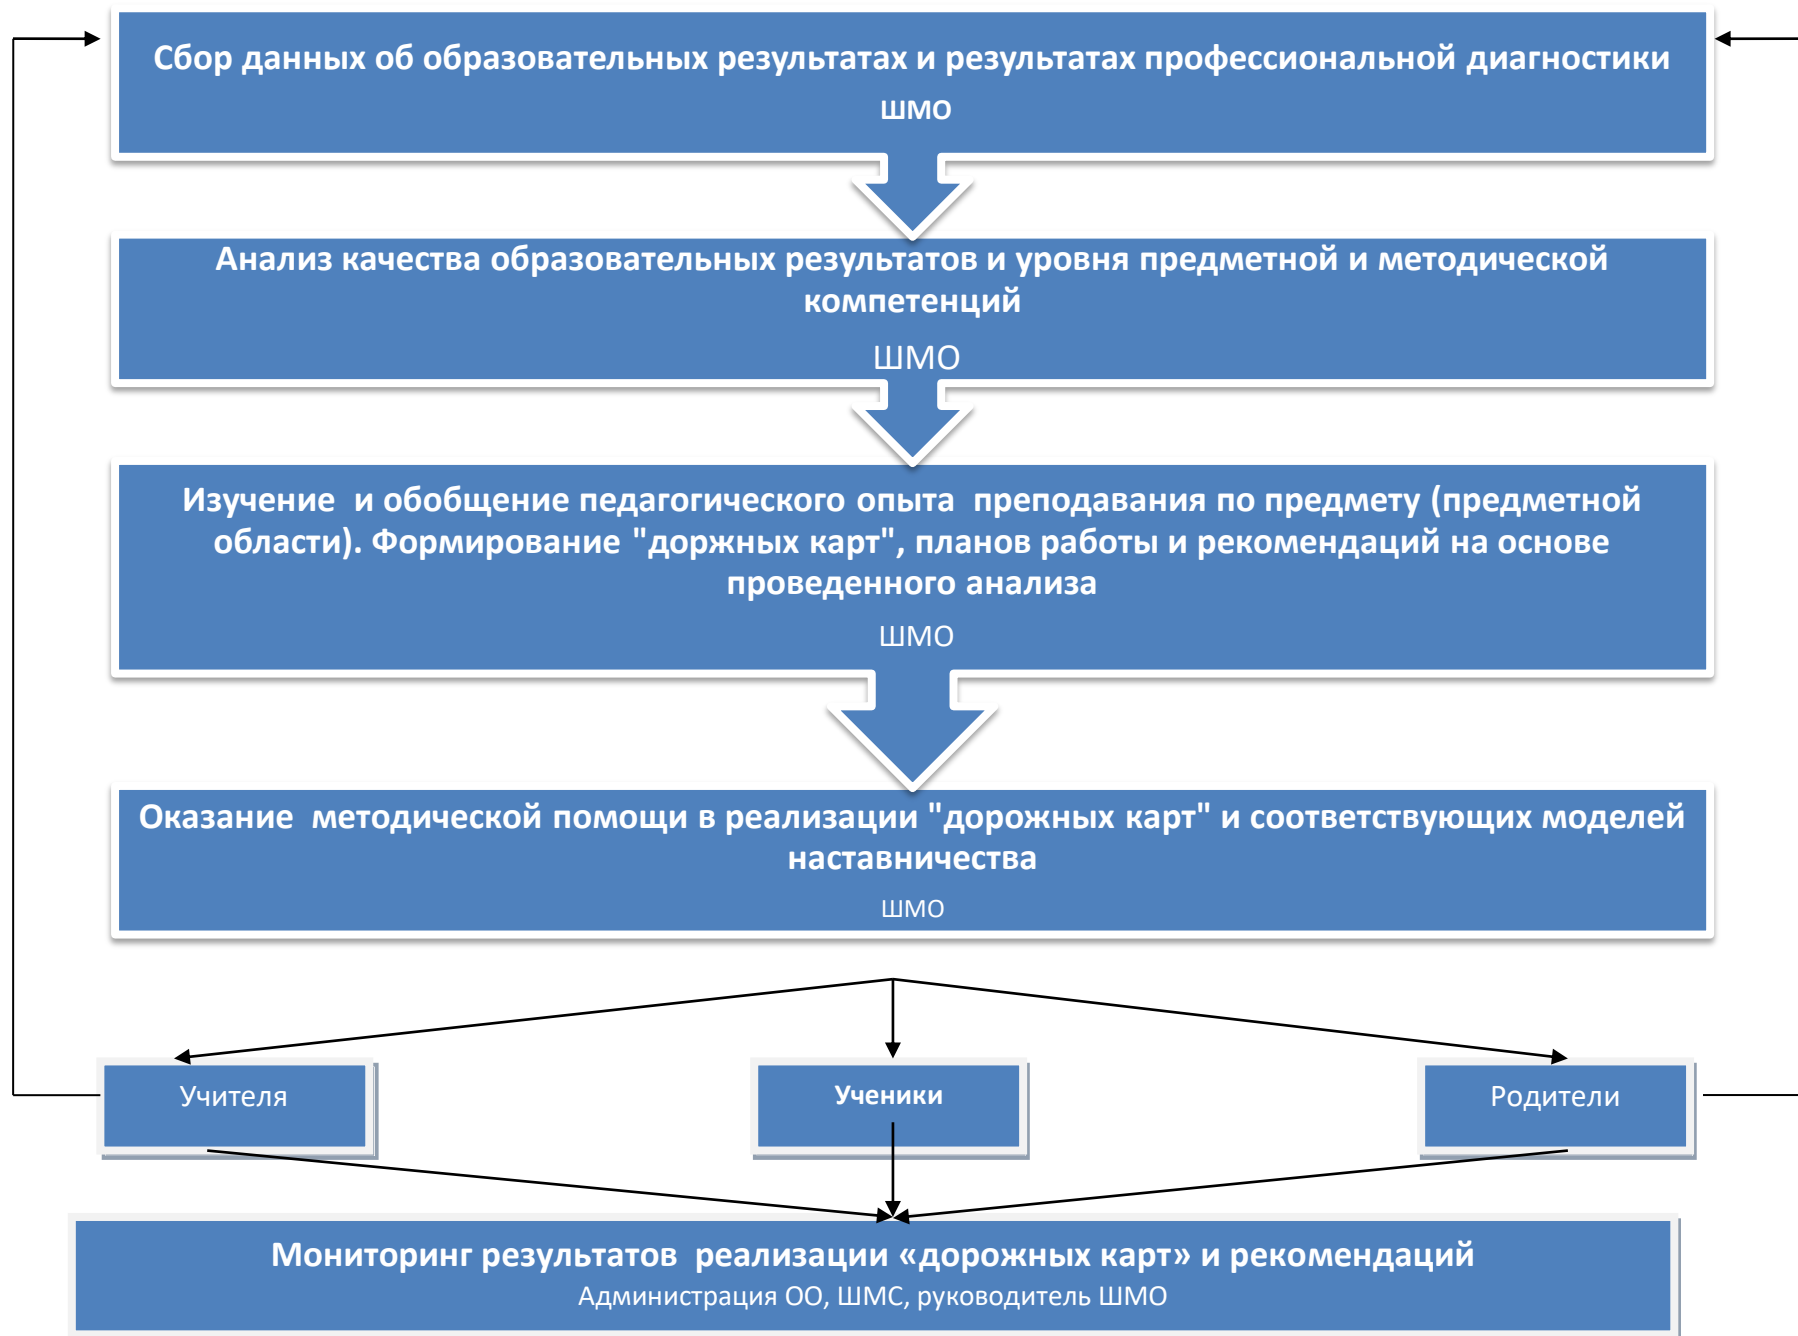 Сбор данных об образовательных результатах и результатах профессиональной диагностики
ШМО
Анализ качества образовательных результатов и уровня предметной и методической
компетенций
ШМО
Изучение  и обобщение педагогического опыта  преподавания по предмету (предметной
области). Формирование "доржных карт", планов работы и рекомендаций на основе
проведенного анализа
ШМО
Оказание  методической помощи в реализации "дорожных карт" и соответствующих моделей
наставничества
ШМО
Учителя
Ученики
Родители
Мониторинг результатов  реализации «дорожных карт» и рекомендаций
Администрация ОО, ШМС, руководитель ШМО